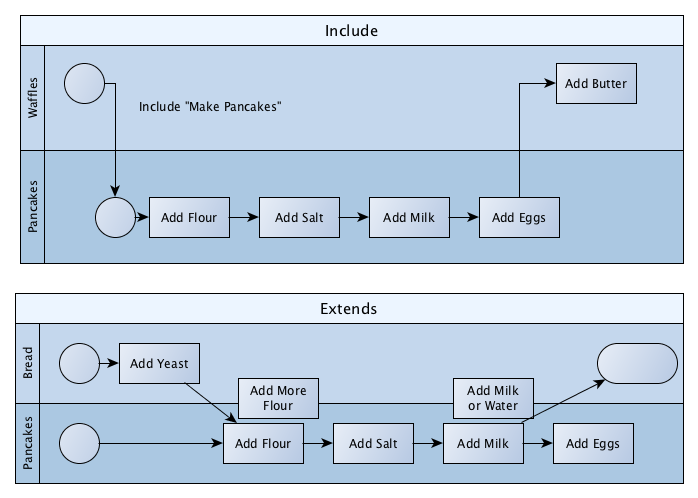 Include
Waffles
Include "Make Pancakes"
Add Butter
Pancakes
Add Flour
Add Salt
Add Milk
Add Eggs
Extends
Bread
Add Yeast
Add More
Flour
Add Milk
or Water
Pancakes
Add Flour
Add Salt
Add Milk
Add Eggs